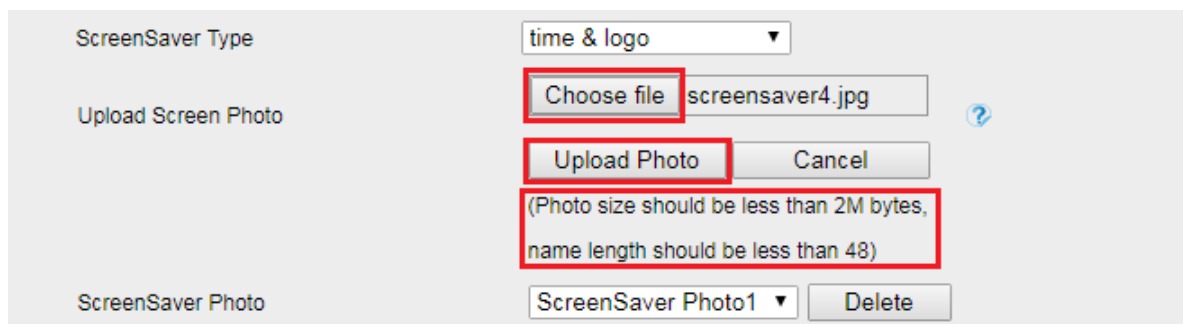 ScreenSaver Type
time & logo
Upload Screen Photo
Choose file screensaver4.jpg
Upload Photo
Cancel
(Photo size should be less than 2M bytes,
name length should be less than 48)
ScreenSaver Photo
ScreenSaver Photo1
Delete